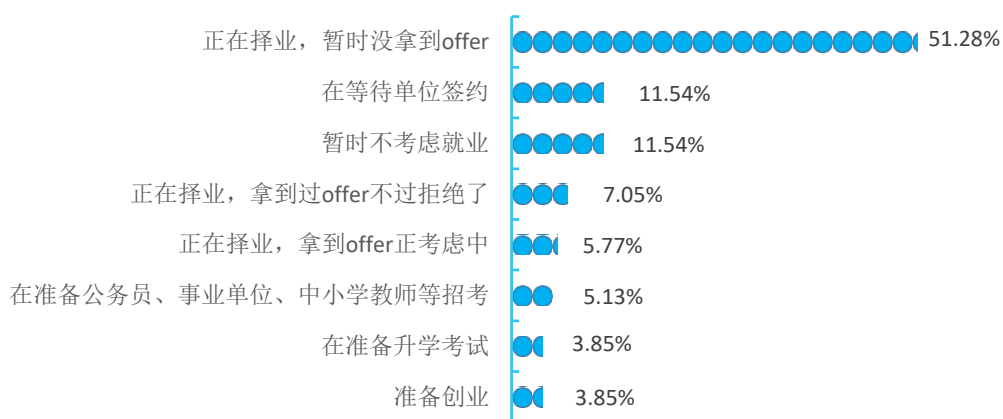 正在择业，暂时没拿到offer 51.28%
在等待单位签约 11.54%
暂时不考虑就业 11.54%
正在择业，拿到过offer不过拒绝了 7.05%
正在择业，拿到offer正考虑中 5.77%
在准备公务员、事业单位、中小学教师等招考 5.13%
在准备升学考试 3.85%
准备创业 3.85%